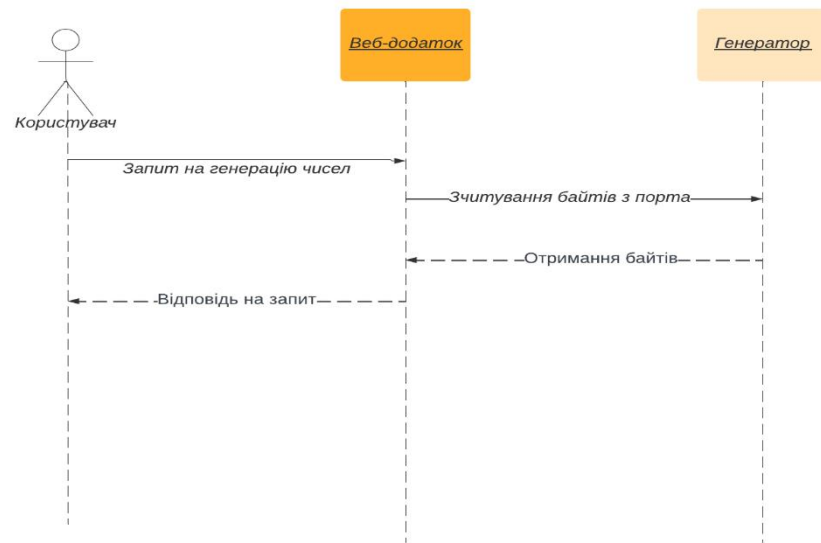 Веб-додаток
Генератор
Користувач
Запит на генерацію чисел
Зчитування байтів з порта
Отримання байтів
Відповідь на запит